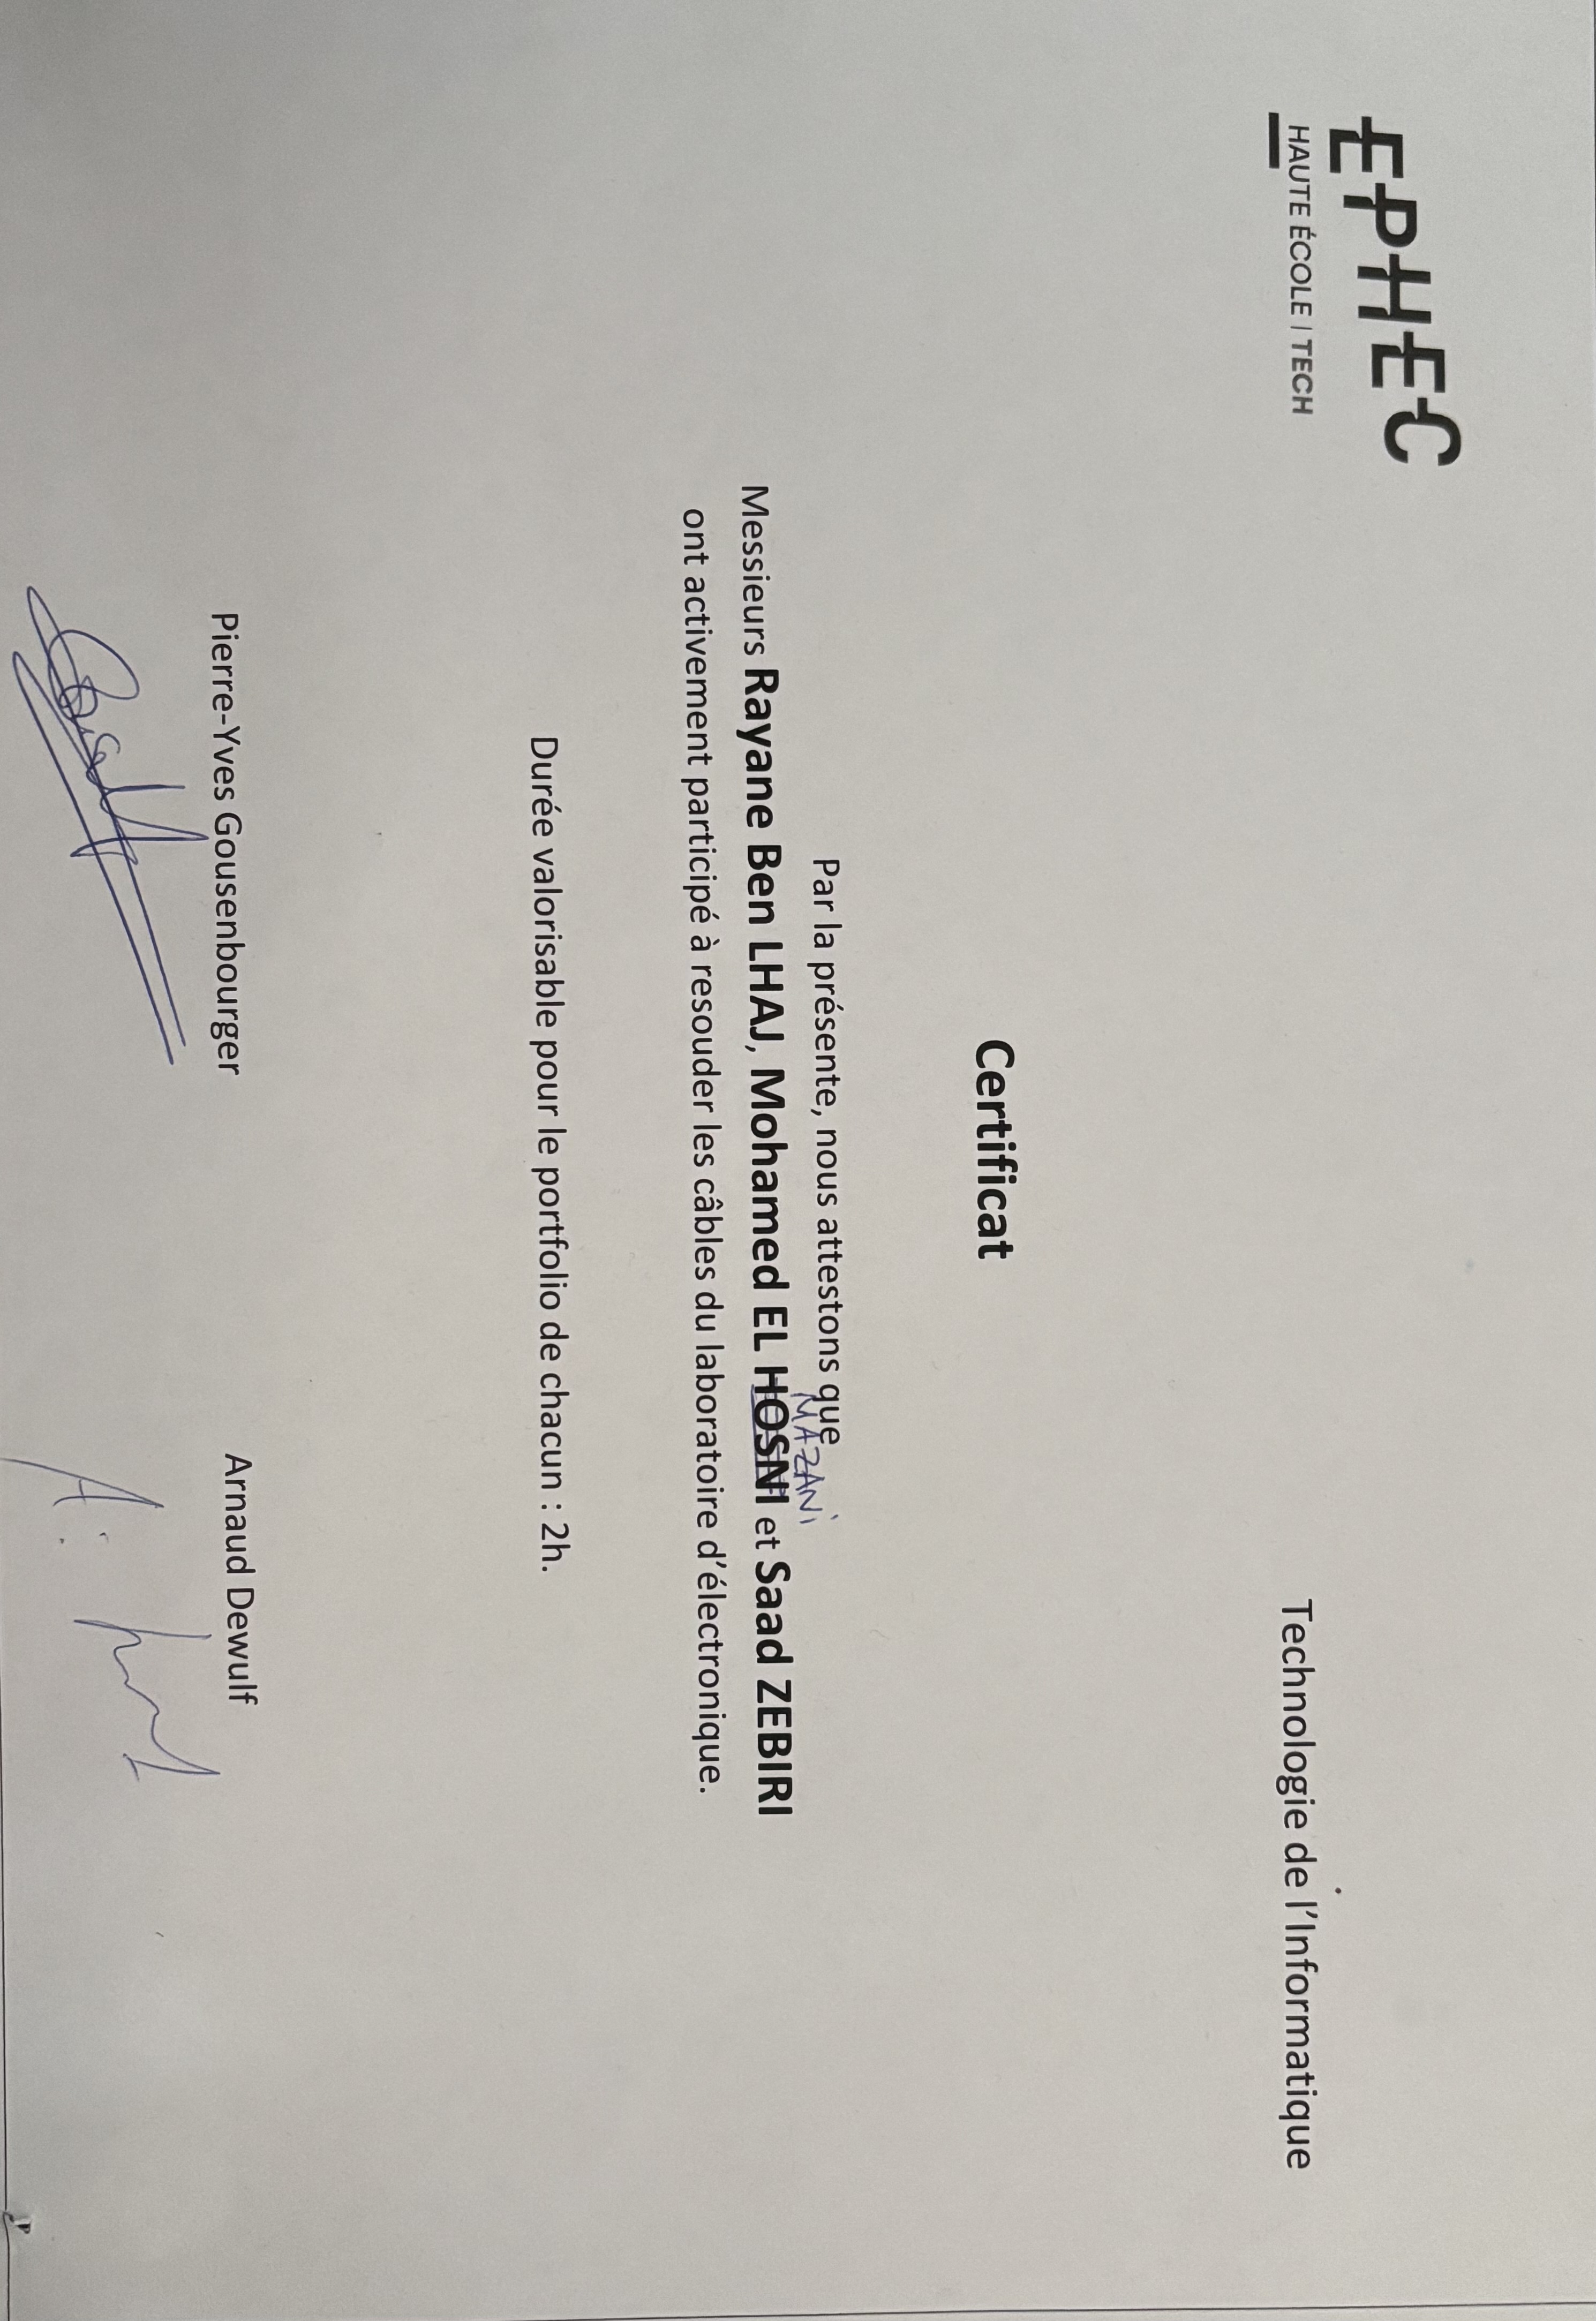 EPHEC
HAUTE ÉCOLE | TECH
Technologie de l'Informatique
Certificat
Par la présente, nous attestons que
MAZANi
Messieurs Rayane Ben LHAJ, Mohamed EL HOSNI et Saad ZEBIRI
ont activement participé à resouder les câbles du laboratoire d'électronique.
Durée valorisable pour le portfolio de chacun : 2h.
Pierre-Yves Gousenbourger
Arnaud Dewulf